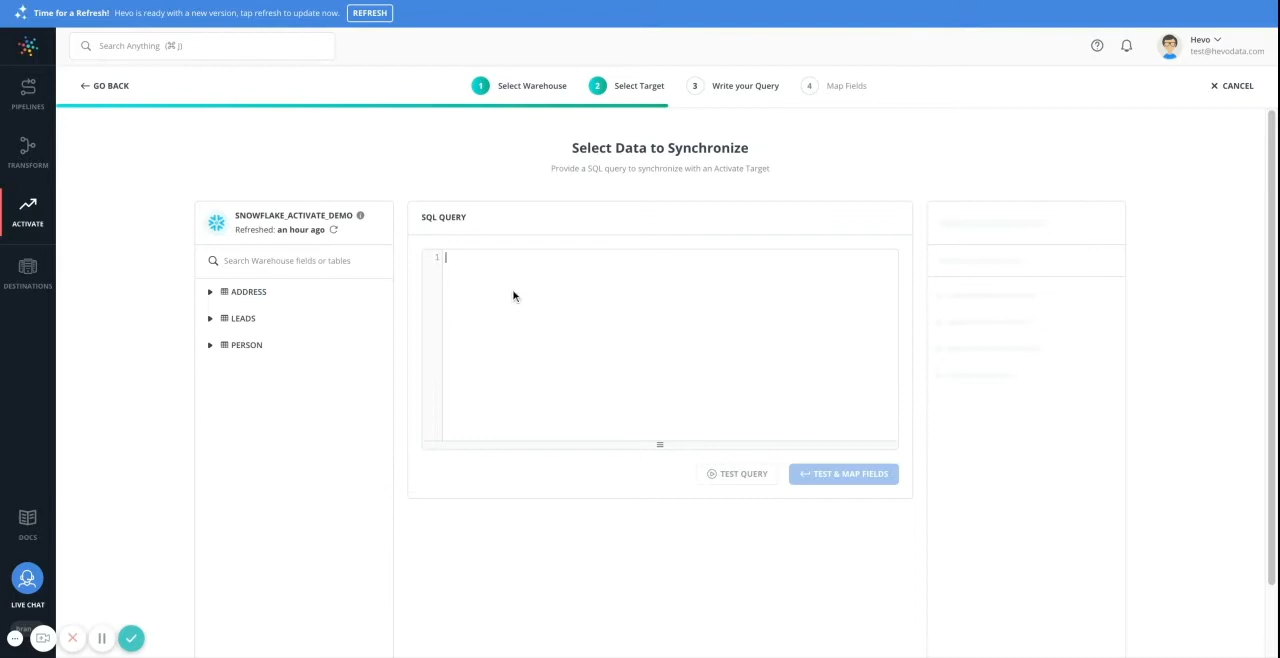 Time for a Refresh! Hevo is ready with a new version, tap refresh to update now. REFRESH
Search Anything (⌘ J)
Hevo
test@hevodata.com
GO BACK
1 Select Warehouse
2 Select Target
3 Write your Query
4 Map Fields
CANCEL
PIPELINES
TRANSFORM
ACTIVATE
DESTINATIONS
DOCS
LIVE CHAT
Select Data to Synchronize
Provide a SQL query to synchronize with an Activate Target
SNOWFLAKE_ACTIVATE_DEMO
Refreshed: an hour ago
Search Warehouse fields or tables
ADDRESS
LEADS
PERSON
SQL QUERY
1
TEST QUERY
TEST & MAP FIELDS